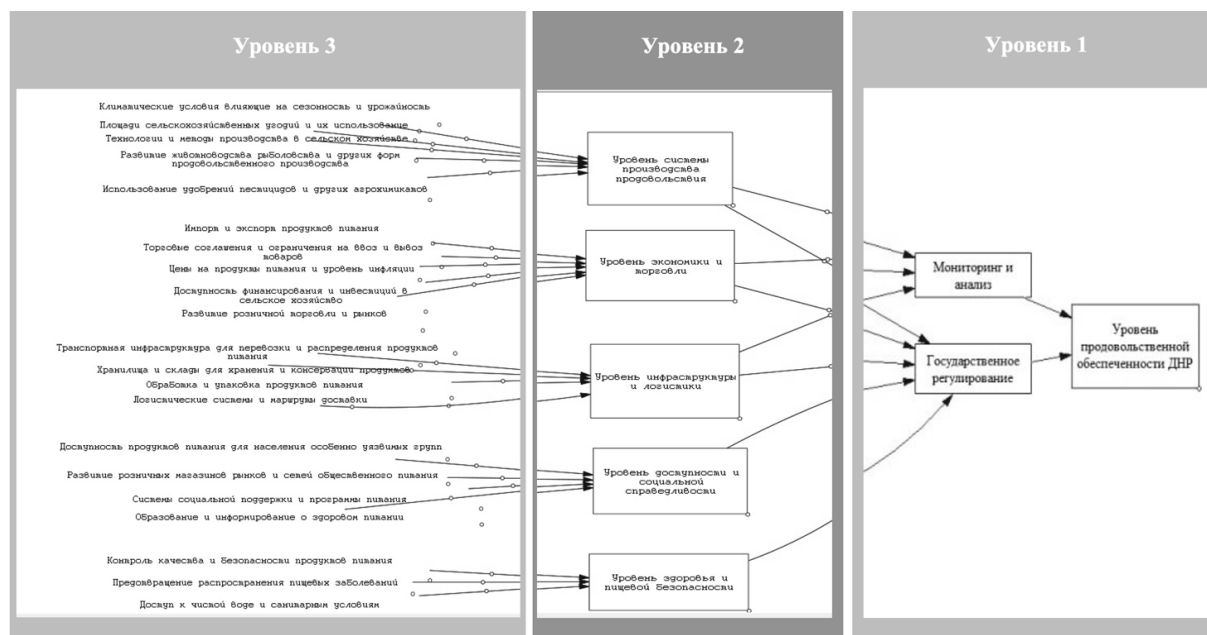 Уровень 3
Климатические условия влияющие на сезонность и урожайность
Площади сельскохозяйственных угодий и их использование
Технологии и методы производства в сельском хозяйстве
Развитие животноводства рыболовства и других форм
продовольственного производства
Использование удобрений пестицидов и других агрохимикатов
Импорт и экспорт продуктов питания
Торговые соглашения и ограничения на ввоз и вывоз
товаров
Цены на продукты питания и уровень инфляции
Доступность финансирования и инвестиций в
сельское хозяйство
Развитие розничной торговли и рынков
Транспортная инфраструктура для перевозки и распределения продуктов
питания
Хранилища и склады для хранения и консервации продуктов
Обработка и упаковка продуктов питания
Логистические системы и маршруты доставки
Доступность продуктов питания для населения особенно уязвимых групп
Развитие розничных магазинов рынков и сетей общественного питания
Системы социальной поддержки и программы питания
Образование и информирование о здоровом питании
Контроль качества и безопасности продуктов питания
Предотвращение распространения пищевых заболеваний
Доступ к чистой воде и санитарным условиям
Уровень 2
Уровень системы
производства
продовольствия
Уровень экономики и
торговли
Уровень инфраструктуры
и логистики
Уровень доступности и
социальной
справедливости
Уровень здоровья и
пищевой безопасности
Уровень 1
Мониторинг и
анализ
Государственное
регулирование
Уровень
продовольственной
обеспеченности ДНР